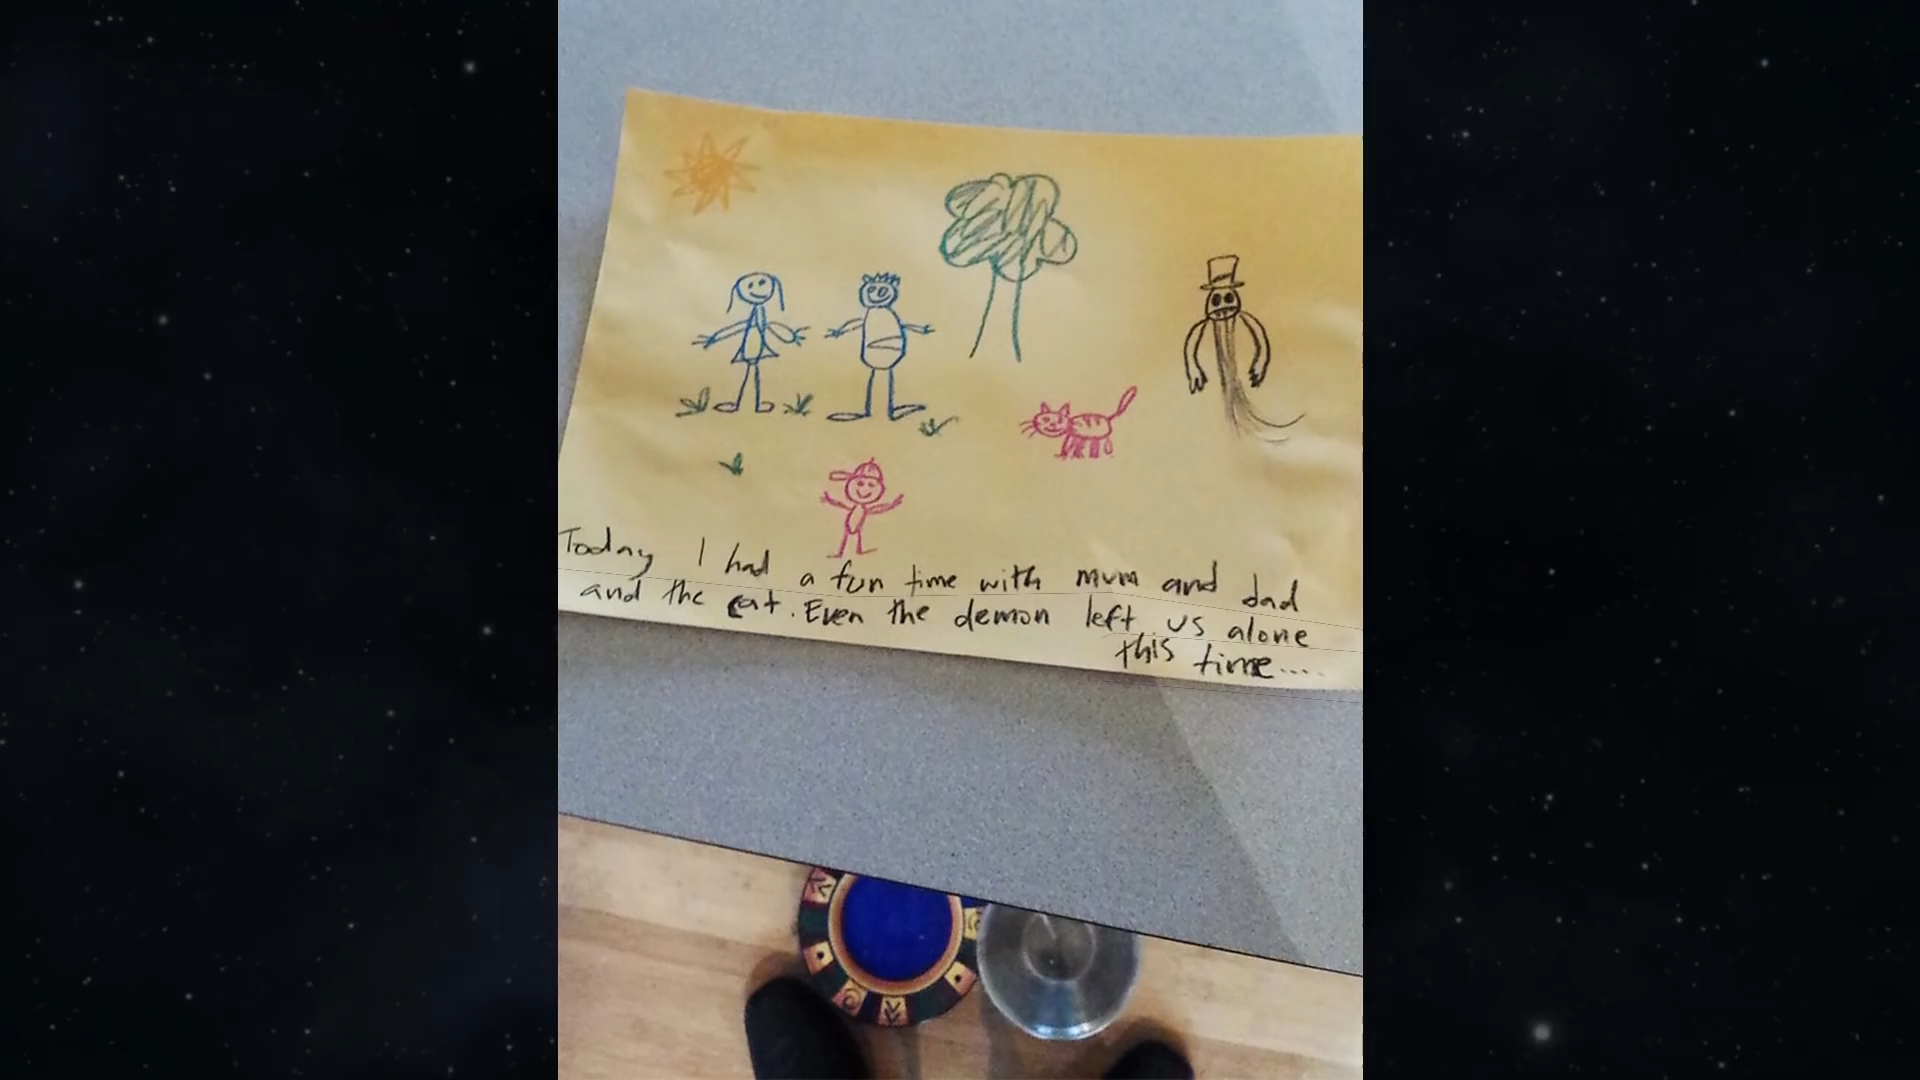 Today I had a fun time with mum and dad
and the cat. Even the demon left us alone
this time....